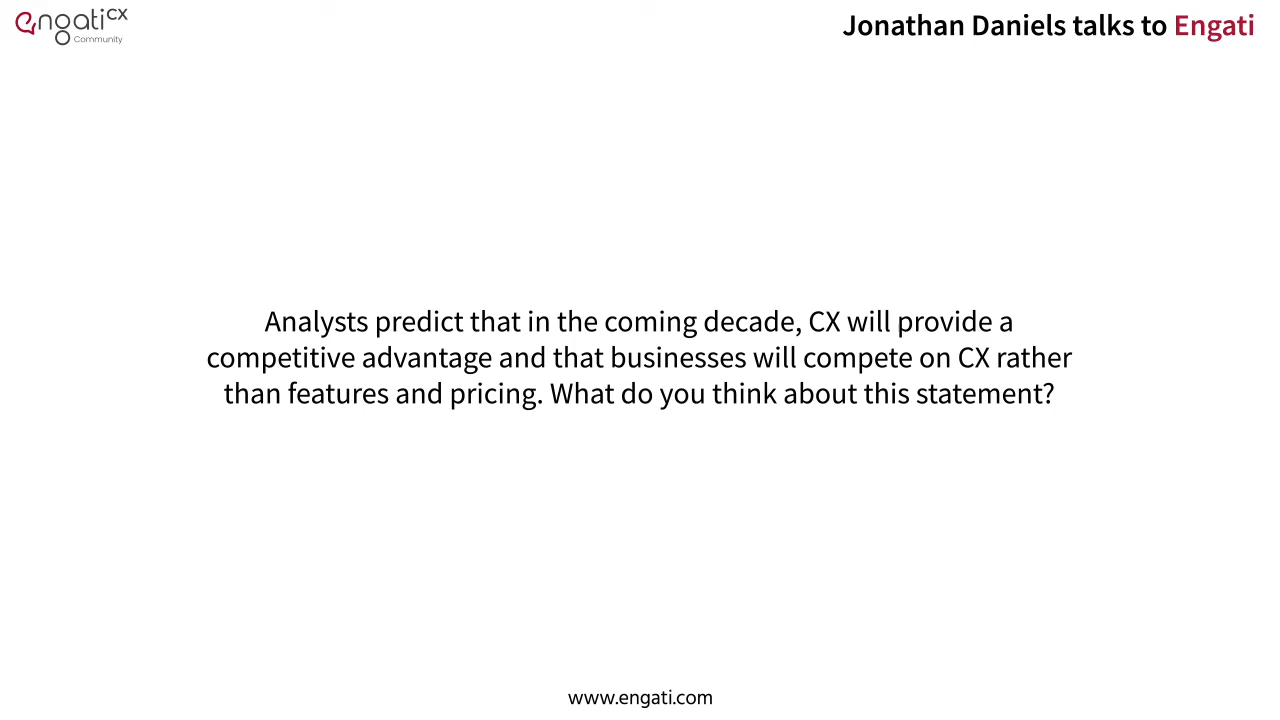 engatiCX
Community
Jonathan Daniels talks to Engati
Analysts predict that in the coming decade, CX will provide a
competitive advantage and that businesses will compete on CX rather
than features and pricing. What do you think about this statement?
www.engati.com